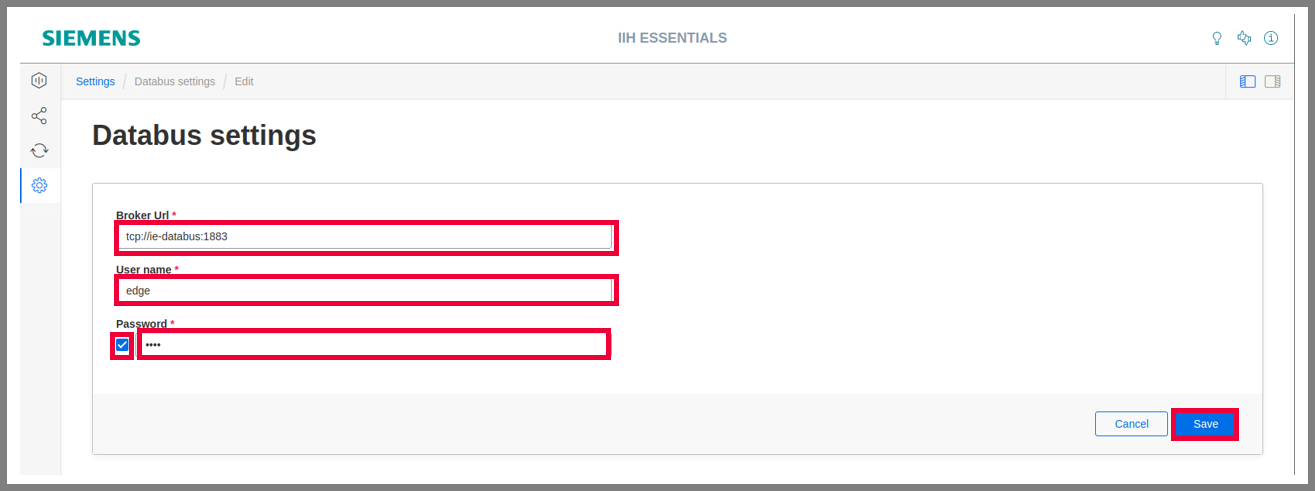 SIEMENS
IIH ESSENTIALS
Settings / Databus settings / Edit
Databus settings
Broker Url *
tcp://ie-databus:1883
User name *
edge
Password *
••••
Cancel Save